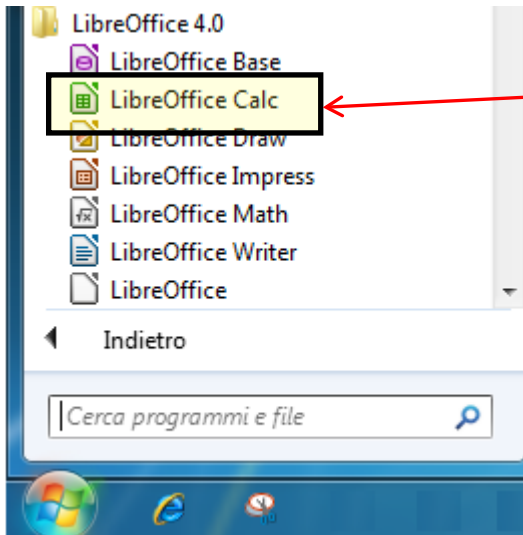 LibreOffice 4.0
LibreOffice Base
LibreOffice Calc
LibreOffice Draw
LibreOffice Impress
LibreOffice Math
LibreOffice Writer
LibreOffice
Indietro
Cerca programmi e file